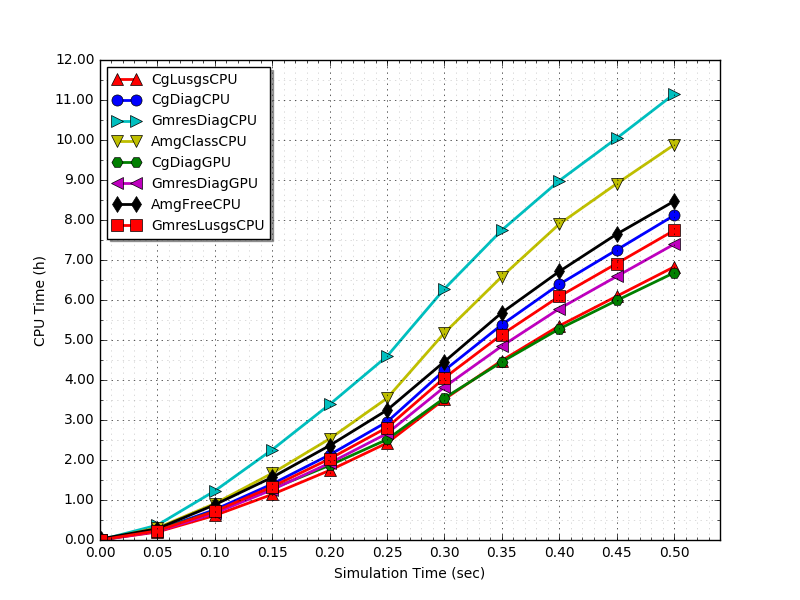 12.00
11.00
10.00
9.00
8.00
7.00
6.00
5.00
4.00
3.00
2.00
1.00
0.00
CPU Time (h)
CgLusgsCPU
CgDiagCPU
GmresDiagCPU
AmgClassCPU
CgDiagGPU
GmresDiagGPU
AmgFreeCPU
GmresLusgsCPU
0.00 0.05 0.10 0.15 0.20 0.25 0.30 0.35 0.40 0.45 0.50
Simulation Time (sec)